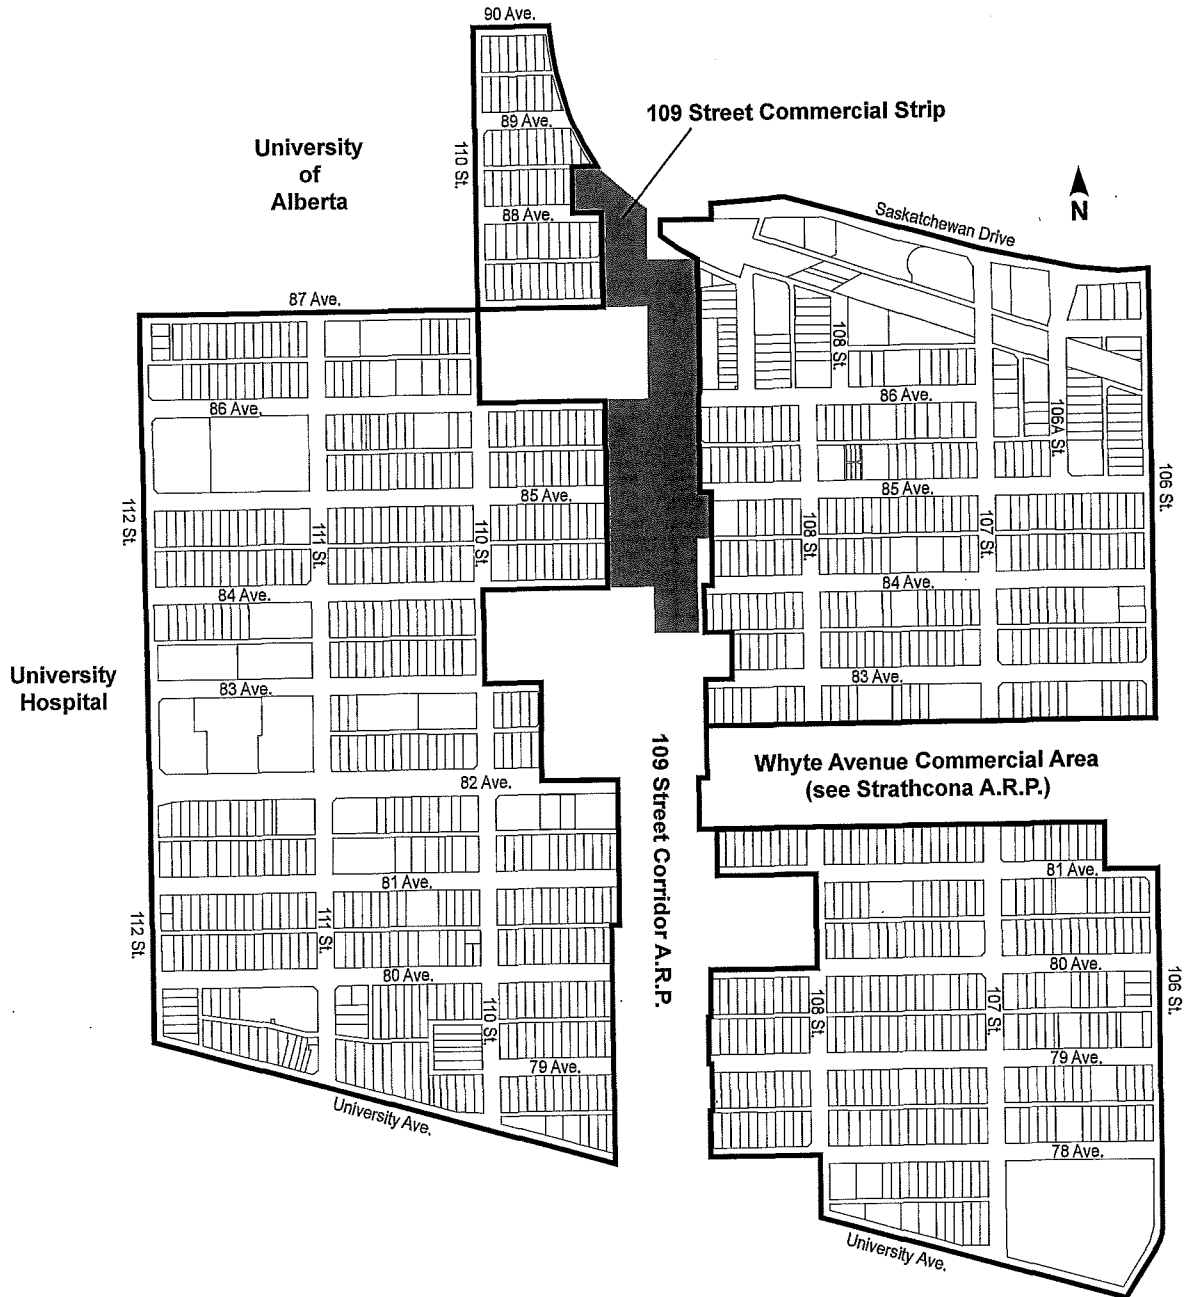 90 Ave.
109 Street Commercial Strip
89 Ave.
University
of
Alberta
110 St.
N
88 Ave.
Saskatchewan Drive
87 Ave.
108 St.
86 Ave.
86 Ave.
106A St.
106 St.
85 Ave.
85 Ave.
112 St.
111 St.
110 St.
108 St.
107 St.
84 Ave.
84 Ave.
University
Hospital
83 Ave.
83 Ave.
109 Street Corridor A.R.P.
Whyte Avenue Commercial Area
(see Strathcona A.R.P.)
82 Ave.
81 Ave.
81 Ave.
112 St.
111 St.
80 Ave.
80 Ave.
110 St.
108 St.
107 St.
106 St.
79 Ave.
79 Ave.
University Ave.
78 Ave.
University Ave.